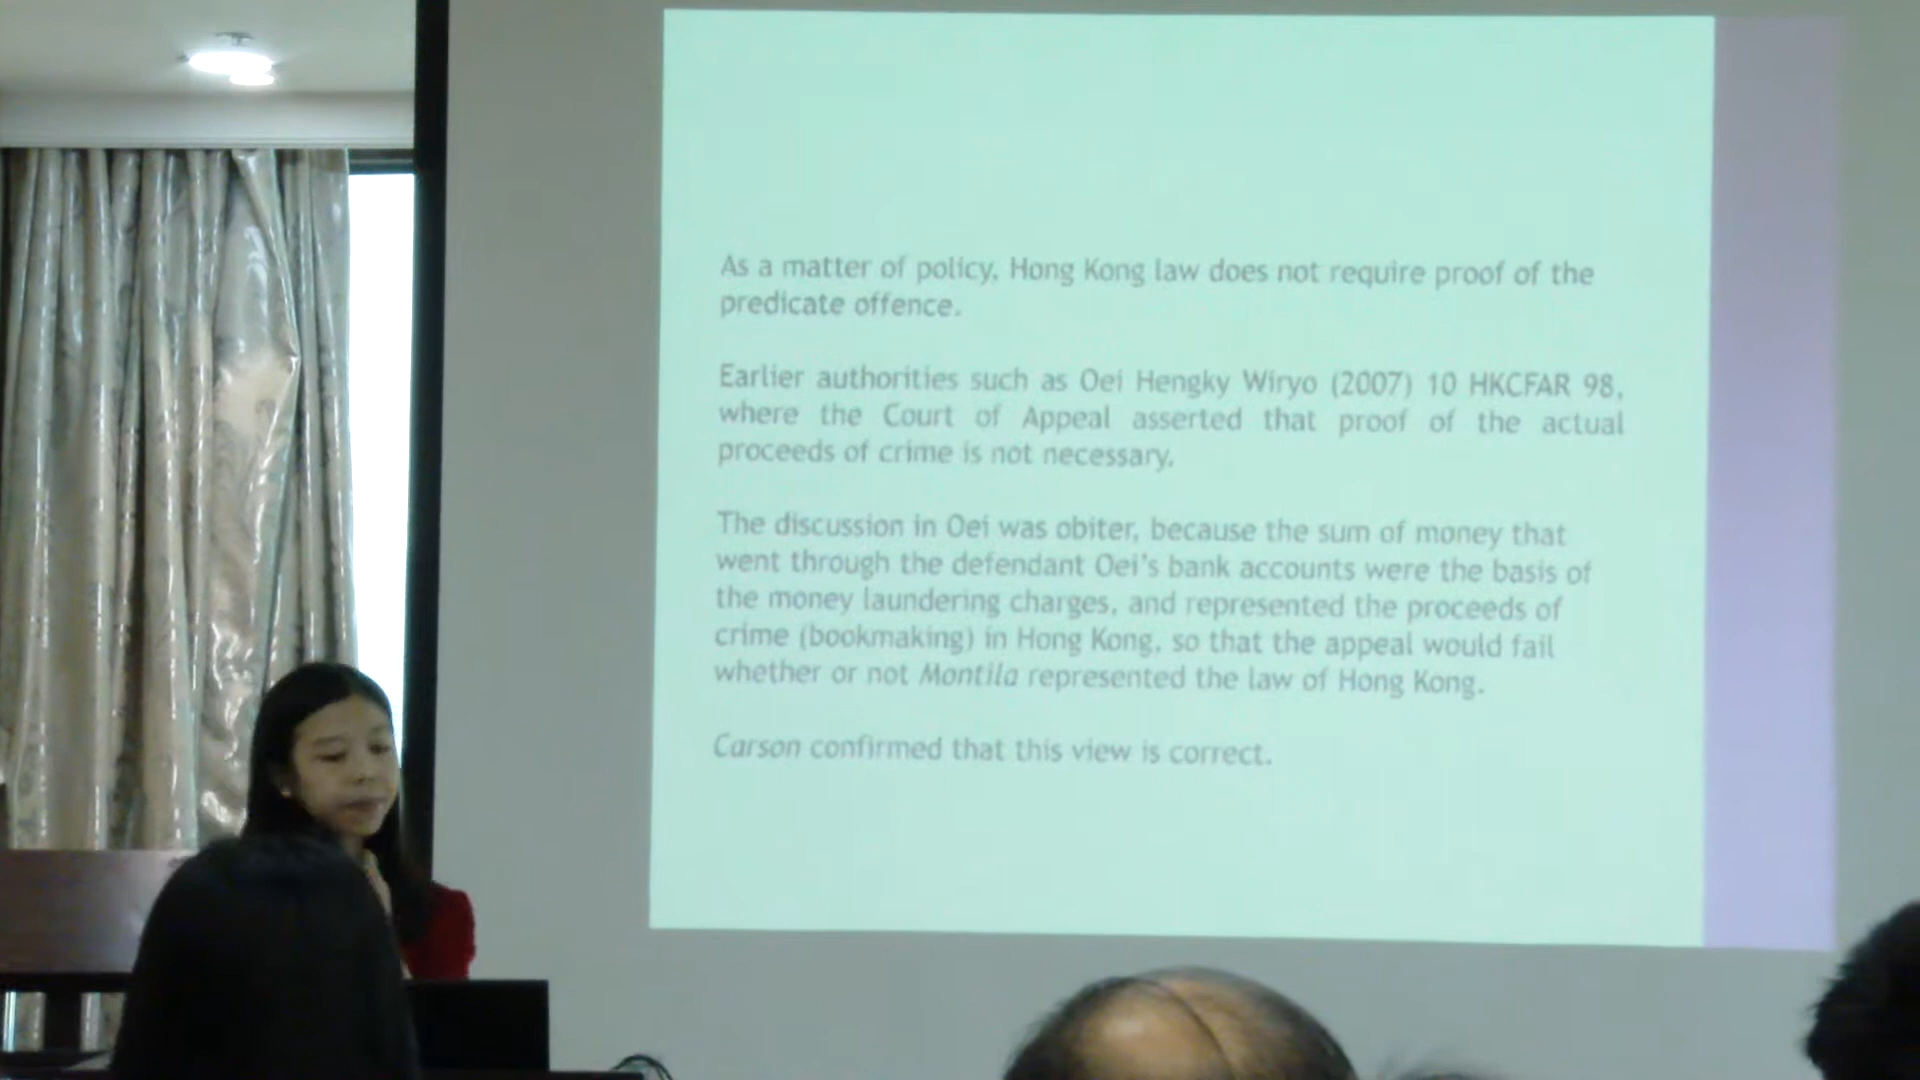 As a matter of policy, Hong Kong law does not require proof of the
predicate offence.
Earlier authorities such as Oei Hengky Wiryo (2007) 10 HKCFAR 98,
where the Court of Appeal asserted that proof of the actual
proceeds of crime is not necessary.
The discussion in Oei was obiter, because the sum of money that
went through the defendant Oei's bank accounts were the basis of
the money laundering charges, and represented the proceeds of
crime (bookmaking) in Hong Kong, so that the appeal would fail
whether or not Montila represented the law of Hong Kong.
Carson confirmed that this view is correct.